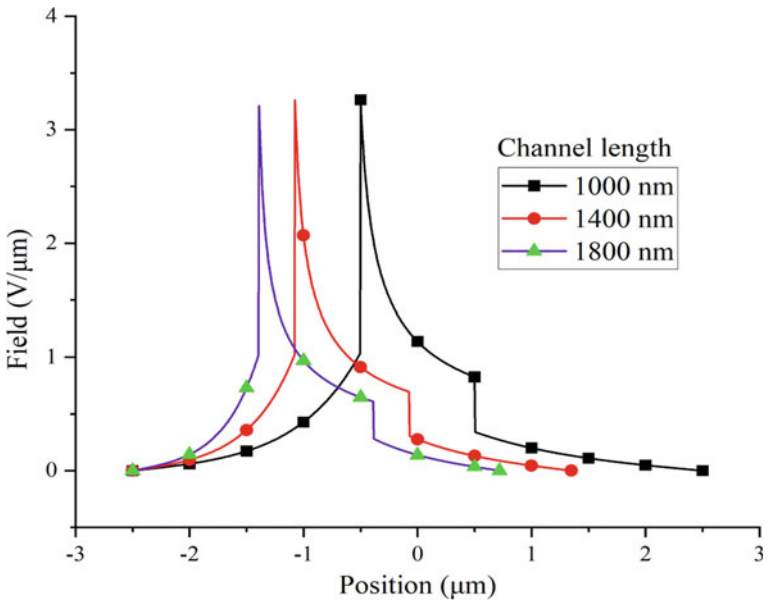 4
3
2
1
0
Field (V/μm)
Channel length
1000 nm
1400 nm
1800 nm
-3 -2 -1 0 1 2 3
Position (μm)